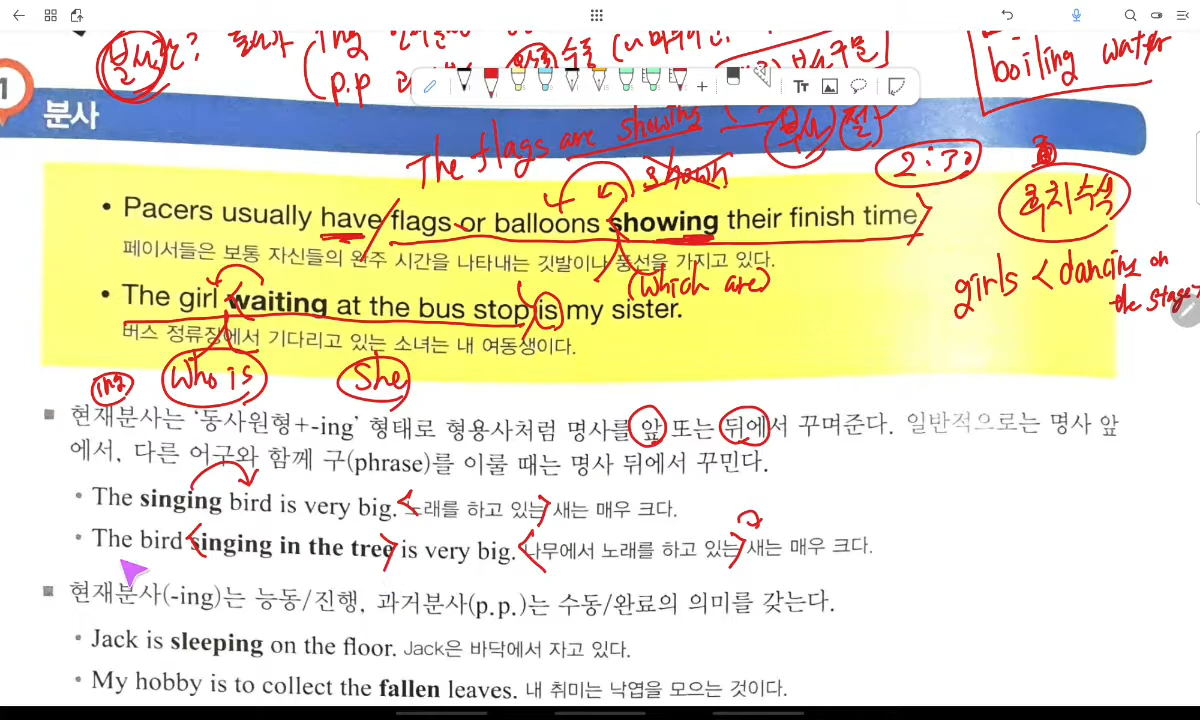 분사란?
ing
p.p
수동
boiling water
1
분사
The flags are showing
shown
2:30
후치수식
• Pacers usually have flags or balloons showing their finish time
페이서들은 보통 자신들의 완주 시간을 나타내는 깃발이나 풍선을 가지고 있다.
(which are)
girls < dancing on the stage>
• The girl waiting at the bus stop is my sister.
버스 정류장에서 기다리고 있는 소녀는 내 여동생이다.
ing
who is
She
현재분사는 '동사원형+-ing' 형태로 형용사처럼 명사를 앞 또는 뒤에서 꾸며준다. 일반적으로는 명사 앞
에서, 다른 어구와 함께 구(phrase)를 이룰 때는 명사 뒤에서 꾸민다.
• The singing bird is very big. 노래를 하고 있는 새는 매우 크다.
• The bird singing in the tree is very big. 나무에서 노래를 하고 있는 새는 매우 크다.
현재분사(-ing)는 능동/진행, 과거분사(p.p.)는 수동/완료의 의미를 갖는다.
• Jack is sleeping on the floor. Jack은 바닥에서 자고 있다.
• My hobby is to collect the fallen leaves. 내 취미는 낙엽을 모으는 것이다.